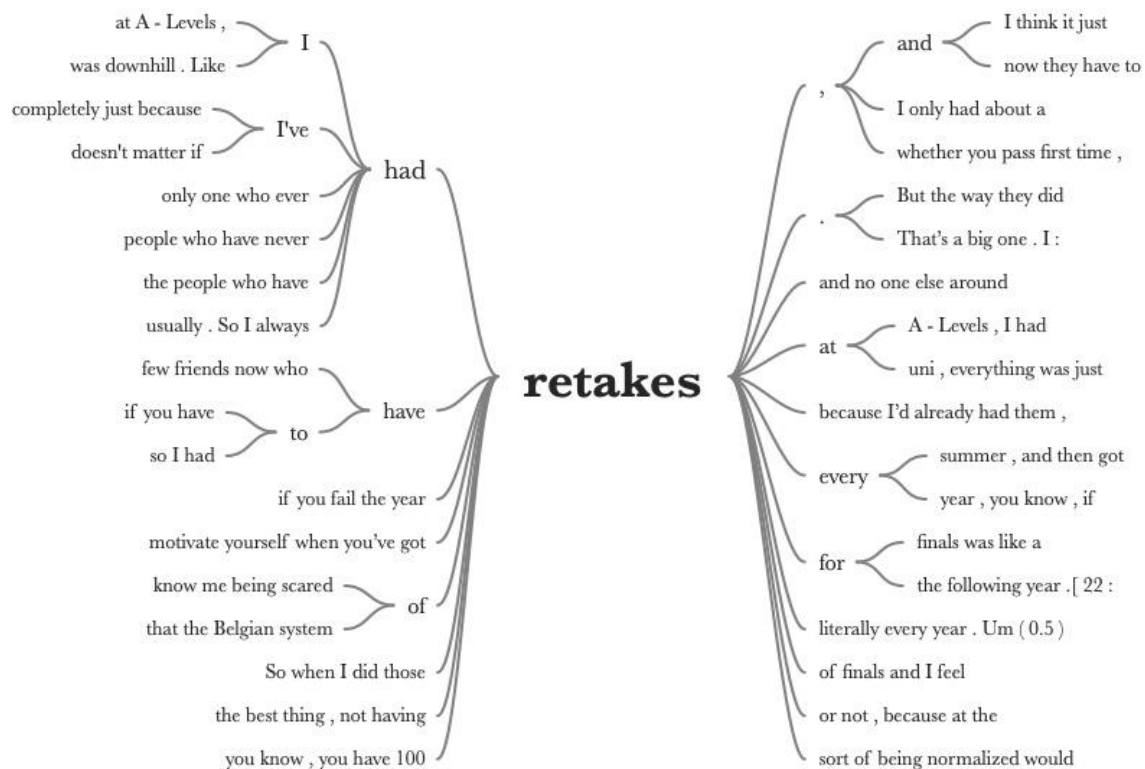 at A - Levels ,
I
was downhill . Like
completely just because
I've
doesn't matter if
had
only one who ever
people who have never
the people who have
usually . So I always
few friends now who
have
if you have
to
so I had
if you fail the year
motivate yourself when you've got
know me being scared
of
that the Belgian system
So when I did those
the best thing , not having
you know , you have 100
retakes
and
I think it just
now they have to
,
I only had about a
whether you pass first time ,
But the way they did
.
That’s a big one . I :
and no one else around
at
A - Levels , I had
uni , everything was just
because I’d already had them ,
every
summer , and then got
year , you know , if
for
finals was like a
the following year .[ 22 :
literally every year . Um ( 0.5 )
of finals and I feel
or not , because at the
sort of being normalized would